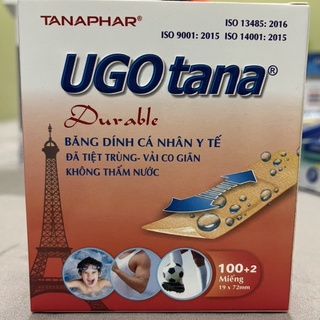 TANAPHAR®
ISO 13485: 2016
ISO 9001: 2015 ISO 14001: 2015
UGOtana®
Durable
BĂNG DÍNH CÁ NHÂN Y TẾ
ĐÃ TIỆT TRÙNG- VẢI CO GIÃN
KHÔNG THẤM NƯỚC
100+2
Miếng
19 x 72mm